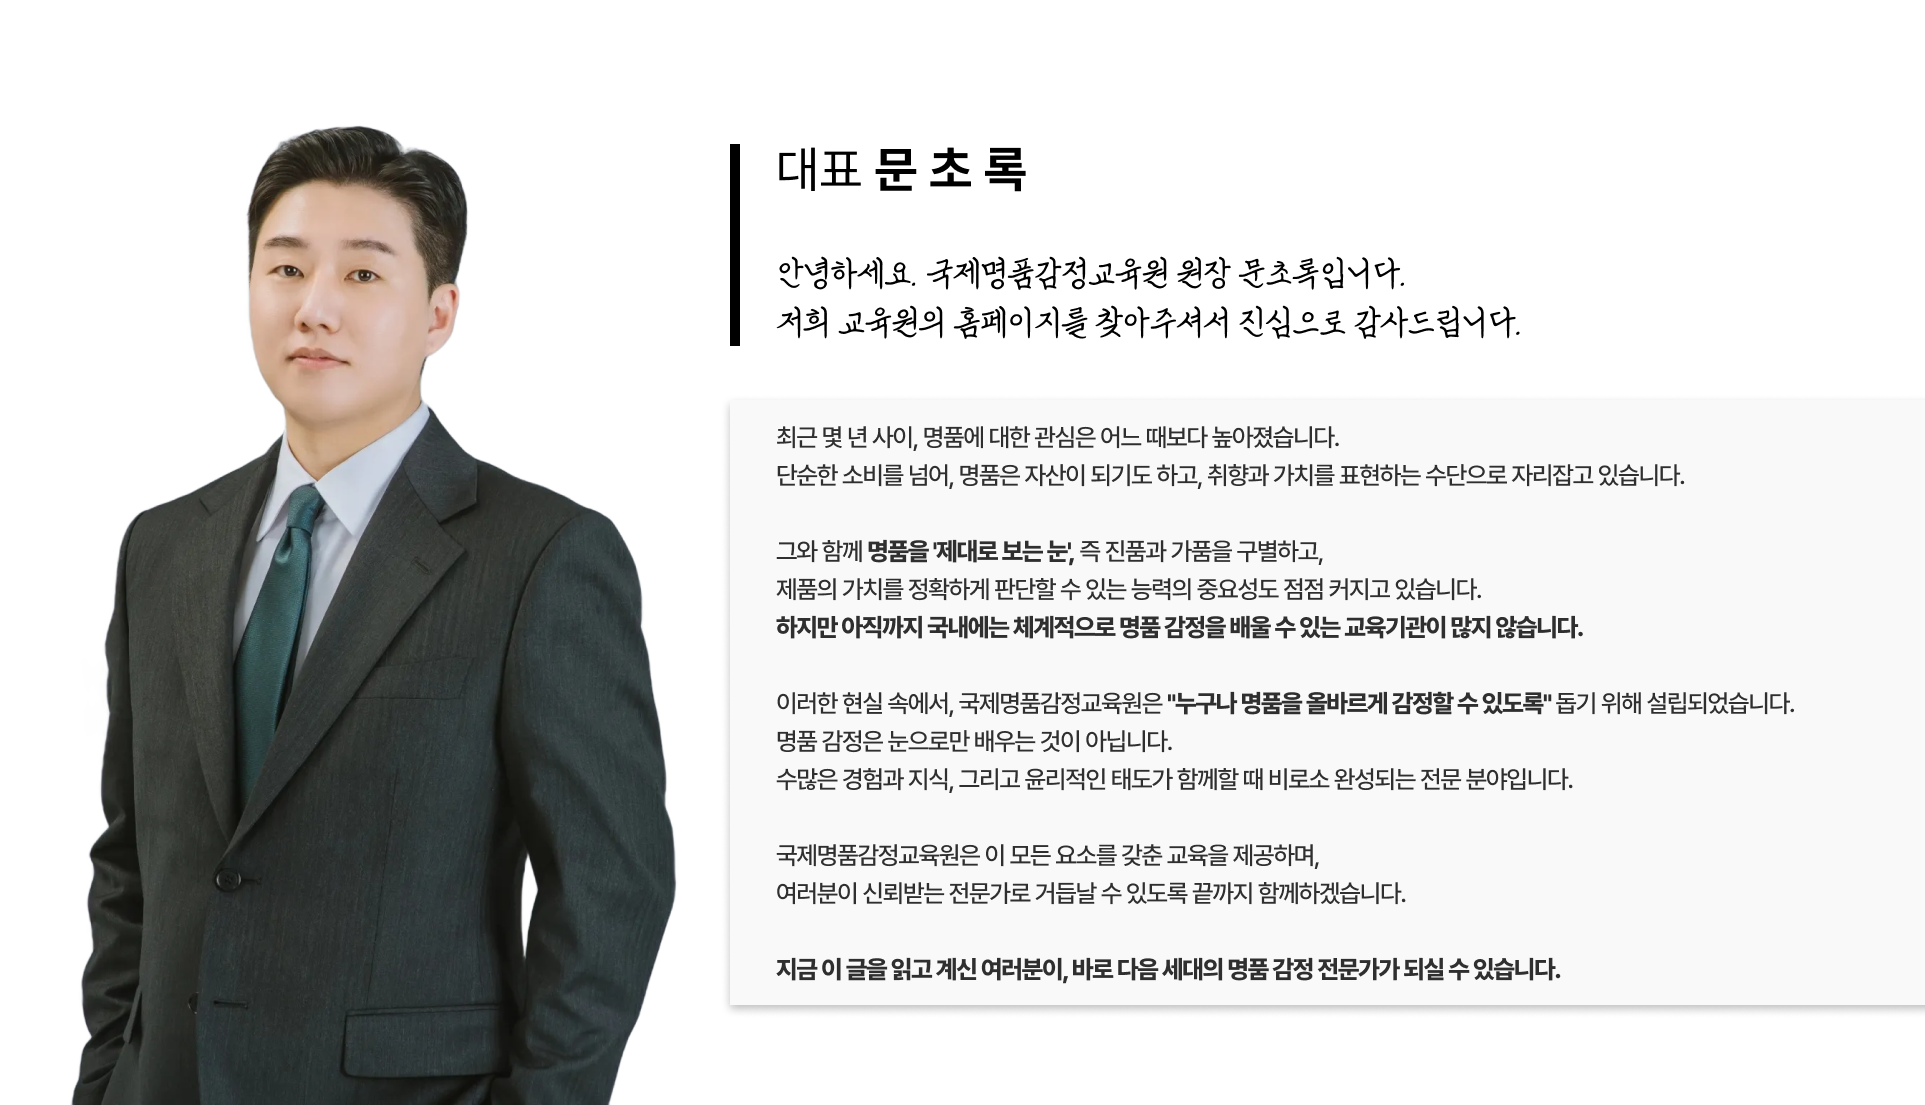 대표 문초록
안녕하세요. 국제명품감정교육원 원장 문초록입니다.
저희 교육원의 홈페이지를 찾아주셔서 진심으로 감사드립니다.
최근 몇 년 사이, 명품에 대한 관심은 어느 때보다 높아졌습니다.
단순한 소비를 넘어, 명품은 자산이 되기도 하고, 취향과 가치를 표현하는 수단으로 자리잡고 있습니다.
그와 함께 명품을 '제대로 보는 눈', 즉 진품과 가품을 구별하고,
제품의 가치를 정확하게 판단할 수 있는 능력의 중요성도 점점 커지고 있습니다.
하지만 아직까지 국내에는 체계적으로 명품 감정을 배울 수 있는 교육기관이 많지 않습니다.
이러한 현실 속에서, 국제명품감정교육원은 "누구나 명품을 올바르게 감정할 수 있도록" 돕기 위해 설립되었습니다.
명품 감정은 눈으로만 배우는 것이 아닙니다.
수많은 경험과 지식, 그리고 윤리적인 태도가 함께할 때 비로소 완성되는 전문 분야입니다.
국제명품감정교육원은 이 모든 요소를 갖춘 교육을 제공하며,
여러분이 신뢰받는 전문가로 거듭날 수 있도록 끝까지 함께하겠습니다.
지금 이 글을 읽고 계신 여러분이, 바로 다음 세대의 명품 감정 전문가가 되실 수 있습니다.